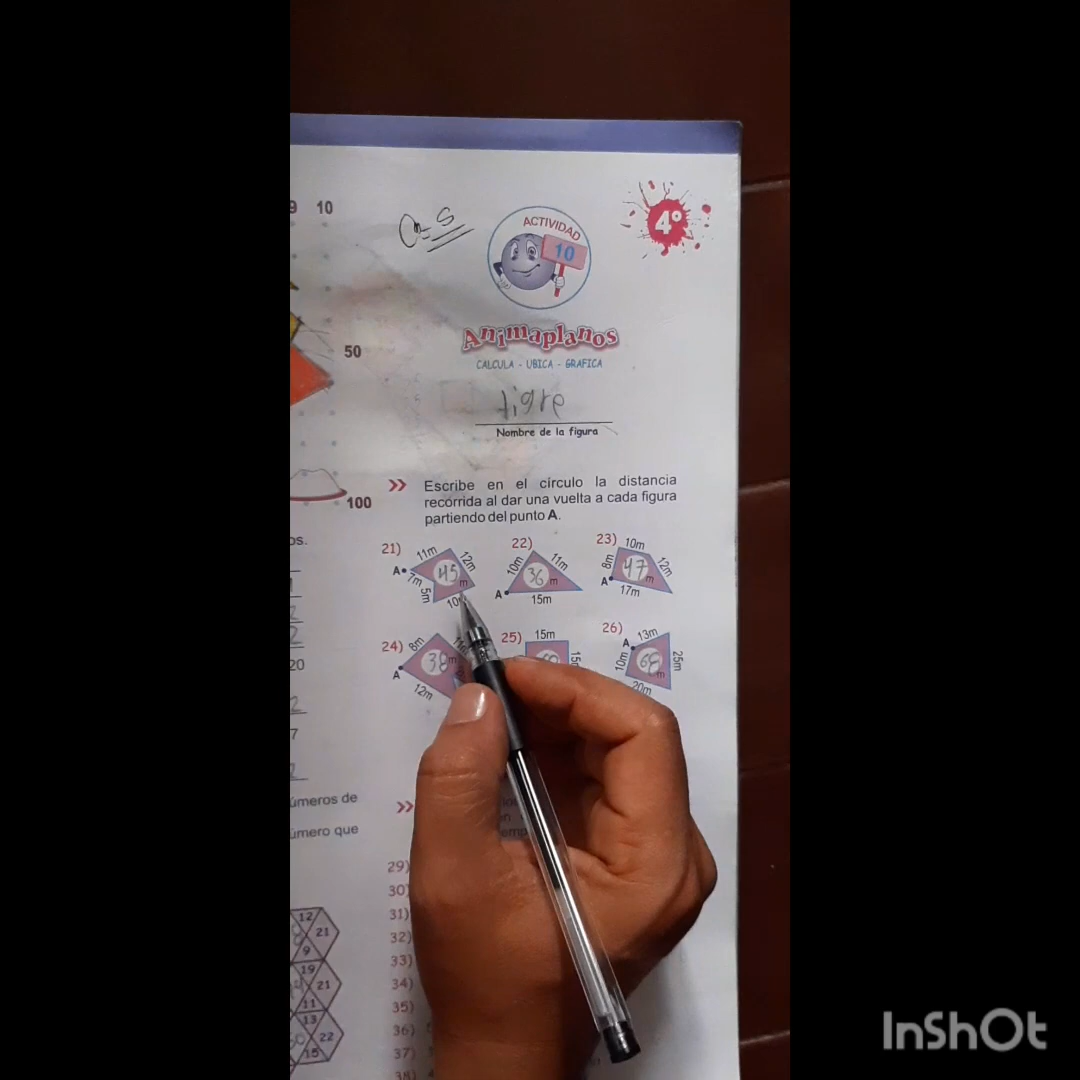 9 10
50
100
os.
20
7
úmeros de
úmero que
12
21
9
19
21
11
13
22
15
ACTIVIDAD
10
4º
Animaplanos
CALCULA - UBICA - GRAFICA
tigre
Nombre de la figura
Escribe en el círculo la distancia
recorrida al dar una vuelta a cada figura
partiendo del punto A.
21) 11m 12m A 7m 5m 45 m
22) 10m 11m 36 m A 15m
23) 10m 8m 12m 47 m A 17m
24) 8m 38 m A 12m
25) 15m
26) A 13m 10m 25m 68 m 20m
29)
30)
31)
32)
33)
34)
35)
36)
37)
38)
InShOt